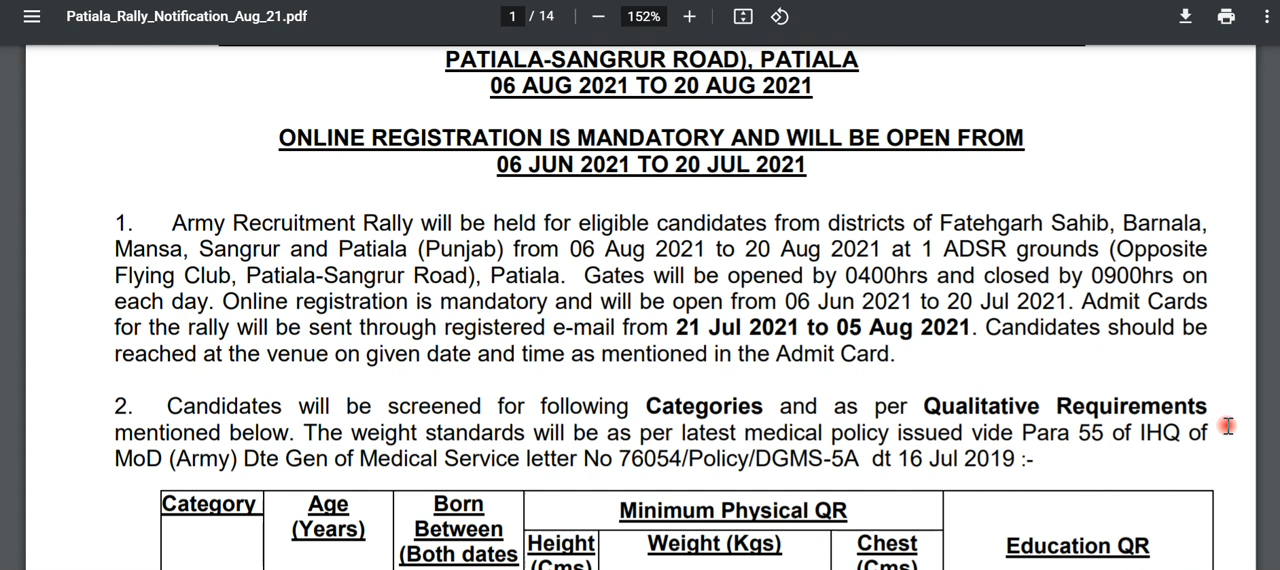 Patiala_Rally_Notification_Aug_21.pdf
1 / 14
152%
PATIALA-SANGRUR ROAD), PATIALA
06 AUG 2021 TO 20 AUG 2021
ONLINE REGISTRATION IS MANDATORY AND WILL BE OPEN FROM
06 JUN 2021 TO 20 JUL 2021
1. Army Recruitment Rally will be held for eligible candidates from districts of Fatehgarh Sahib, Barnala,
Mansa, Sangrur and Patiala (Punjab) from 06 Aug 2021 to 20 Aug 2021 at 1 ADSR grounds (Opposite
Flying Club, Patiala-Sangrur Road), Patiala. Gates will be opened by 0400hrs and closed by 0900hrs on
each day. Online registration is mandatory and will be open from 06 Jun 2021 to 20 Jul 2021. Admit Cards
for the rally will be sent through registered e-mail from 21 Jul 2021 to 05 Aug 2021. Candidates should be
reached at the venue on given date and time as mentioned in the Admit Card.
2. Candidates will be screened for following Categories and as per Qualitative Requirements
mentioned below. The weight standards will be as per latest medical policy issued vide Para 55 of IHQ of
MoD (Army) Dte Gen of Medical Service letter No 76054/Policy/DGMS-5A dt 16 Jul 2019 :-
Category
Age
(Years)
Born
Between
(Both dates
Minimum Physical QR
Height
(Cms)
Weight (Kgs)
Chest
(Cms)
Education QR